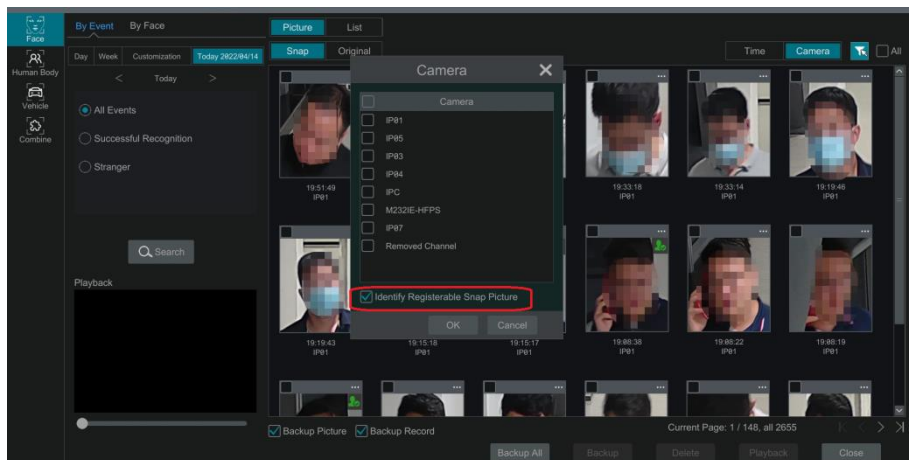 Face
Human Body
Vehicle
Combine
By Event By Face
Day Week Customization Today 2022/04/14
< Today >
All Events
Successful Recognition
Stranger
Search
Playback
Picture List
Snap Original
Time Camera All
Camera
Camera
IP01
IP05
IP03
IP04
IPC
M232IE-HFPS
IP07
Removed Channel
Identify Registerable Snap Picture
OK Cancel
19:51:49
IP01
19:33:18
IP01
19:33:14
IP01
19:19:46
IP01
19:19:43
IP01
19:15:18
IP01
19:15:17
IP01
19:08:38
IP01
19:08:22
IP01
19:08:19
IP01
Backup Picture Backup Record
Current Page: 1 / 148, all 2655
Backup All Backup Delete Playback Close